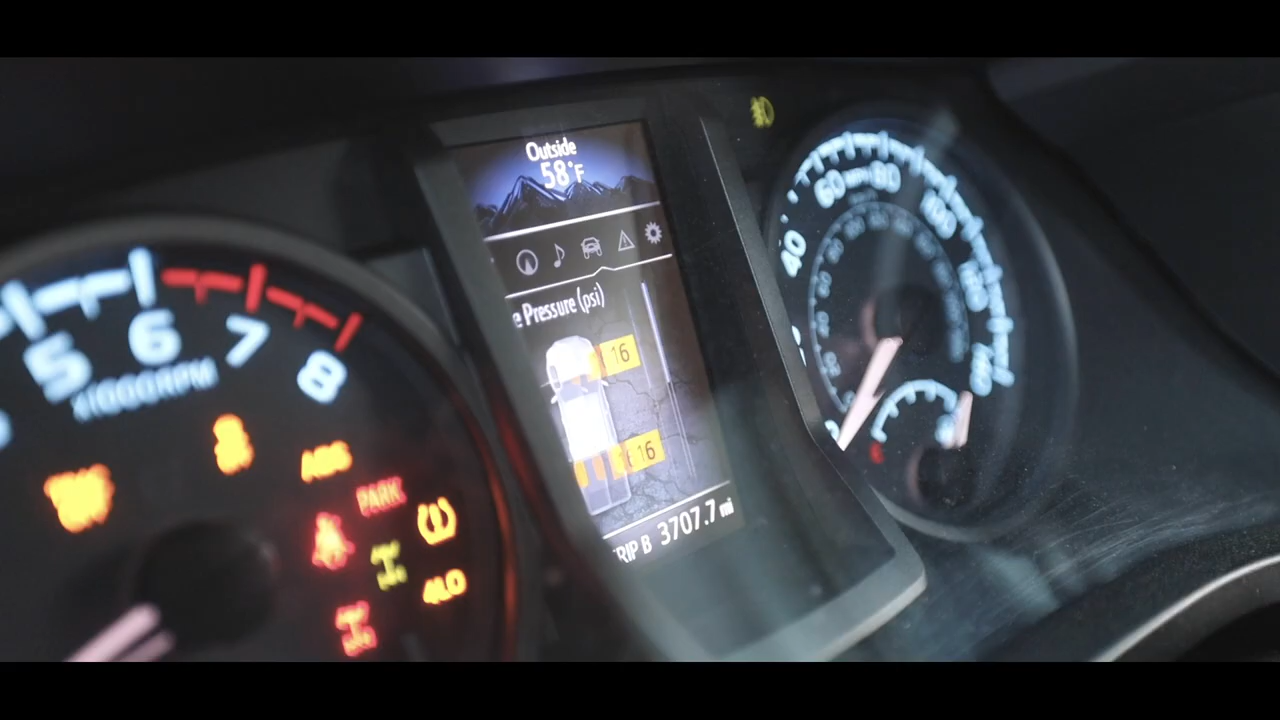 Outside
58°F
e Pressure (psi)
16
16
RIP B 3707.7 mi
5
6
7
8
x1000RPM
ABS
PARK
4LO
40
60
MPH
80
100